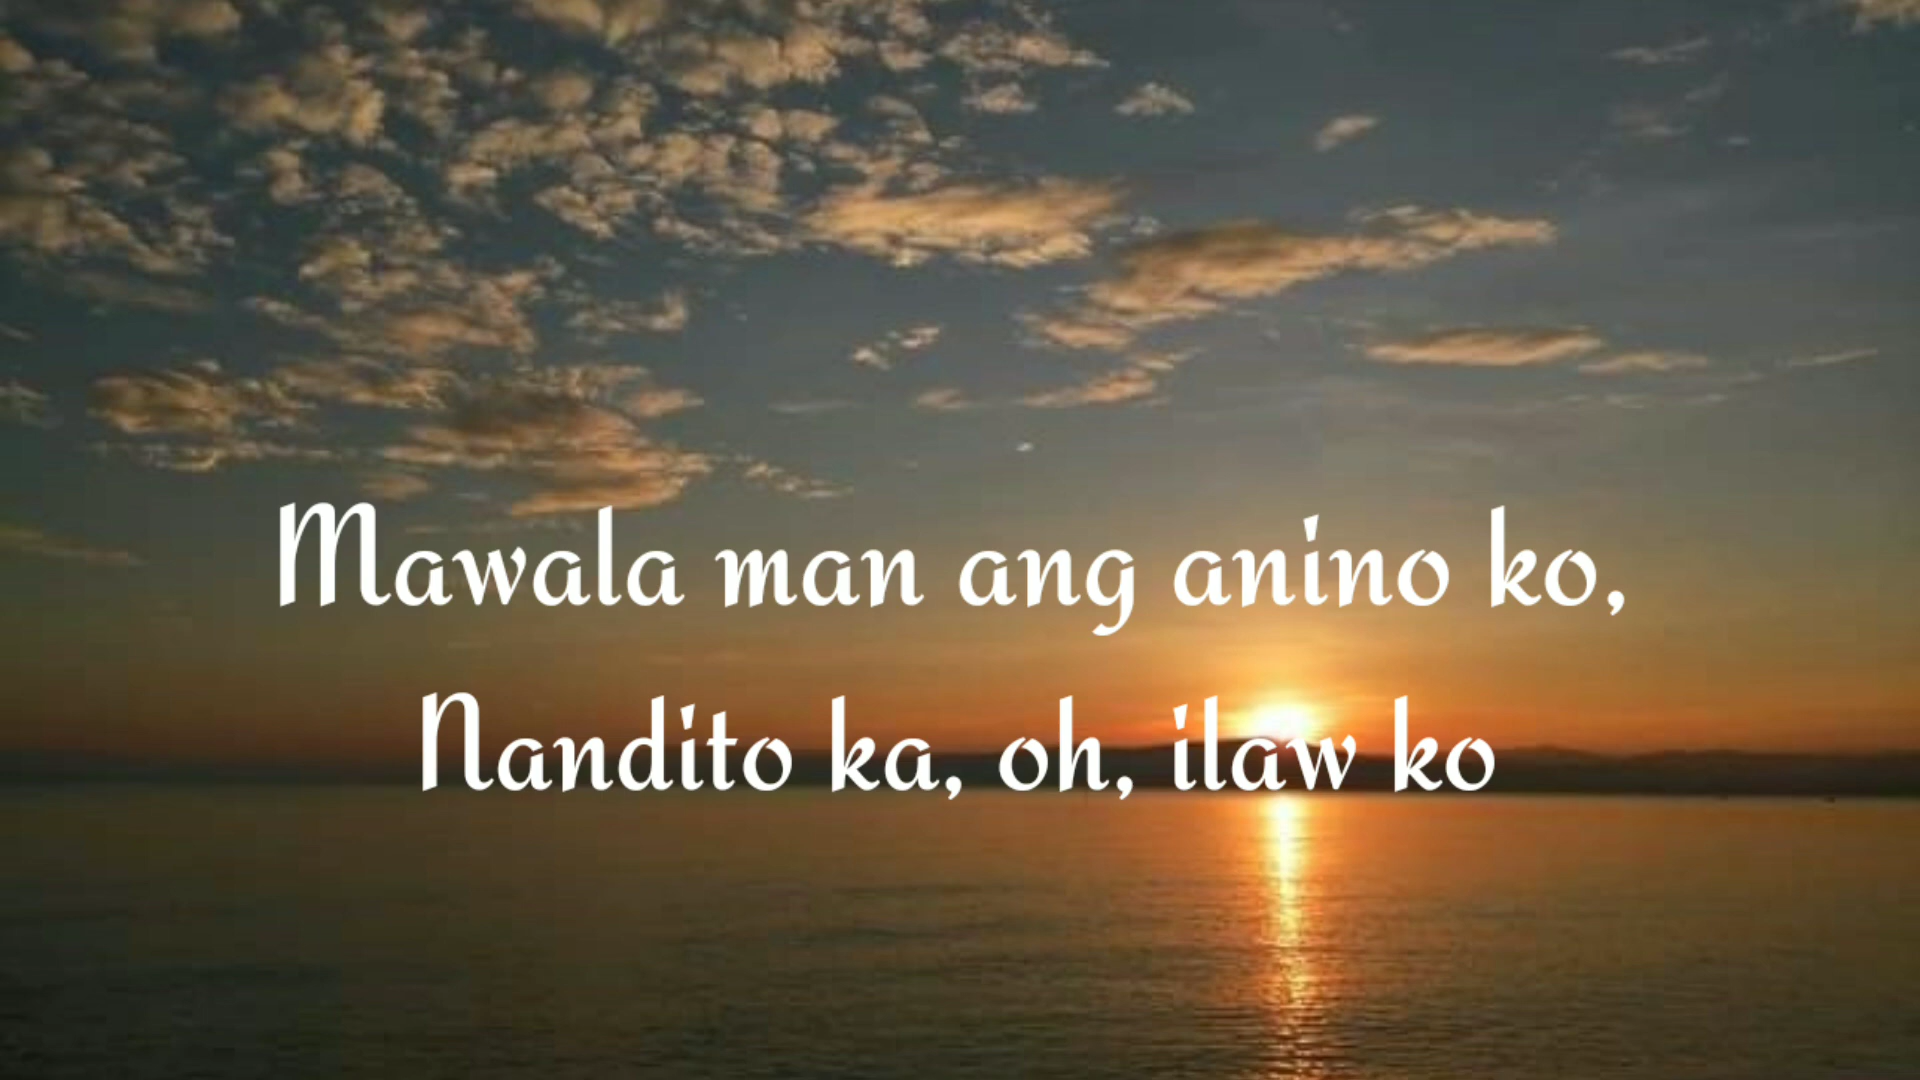 Mawala man ang anino ko,
Nandito ka, oh, ilaw ko